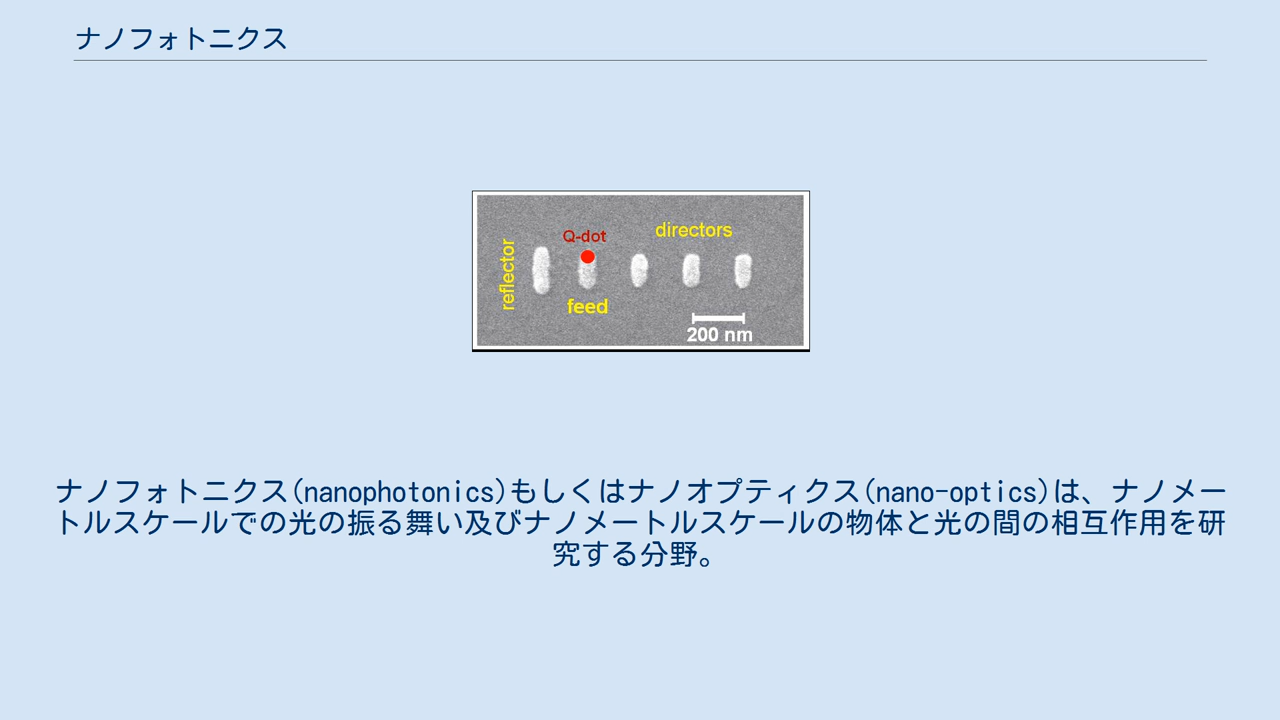 ナノフォトニクス
directors
Q-dot
reflector
feed
200 nm
ナノフォトニクス(nanophotonics)もしくはナノオプティクス(nano-optics)は、ナノメー
トルスケールでの光の振る舞い及びナノメートルスケールの物体と光の間の相互作用を研
究する分野。